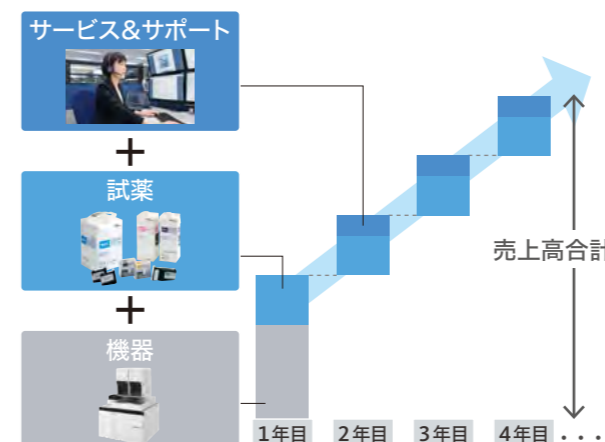 サービス&サポート
+
試薬
+
機器
売上高合計
1年目 2年目 3年目 4年目 . . .